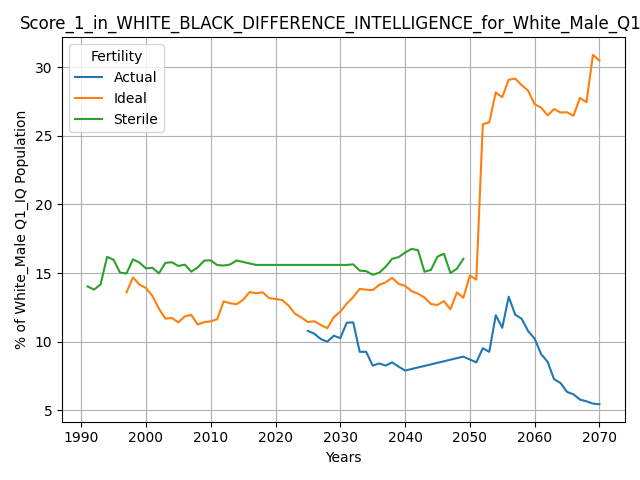 Score_1_in_WHITE_BLACK_DIFFERENCE_INTELLIGENCE_for_White_Male_Q1
Fertility
Actual
Ideal
Sterile
% of White_Male Q1_IQ Population
30
25
20
15
10
5
1990 2000 2010 2020 2030 2040 2050 2060 2070
Years